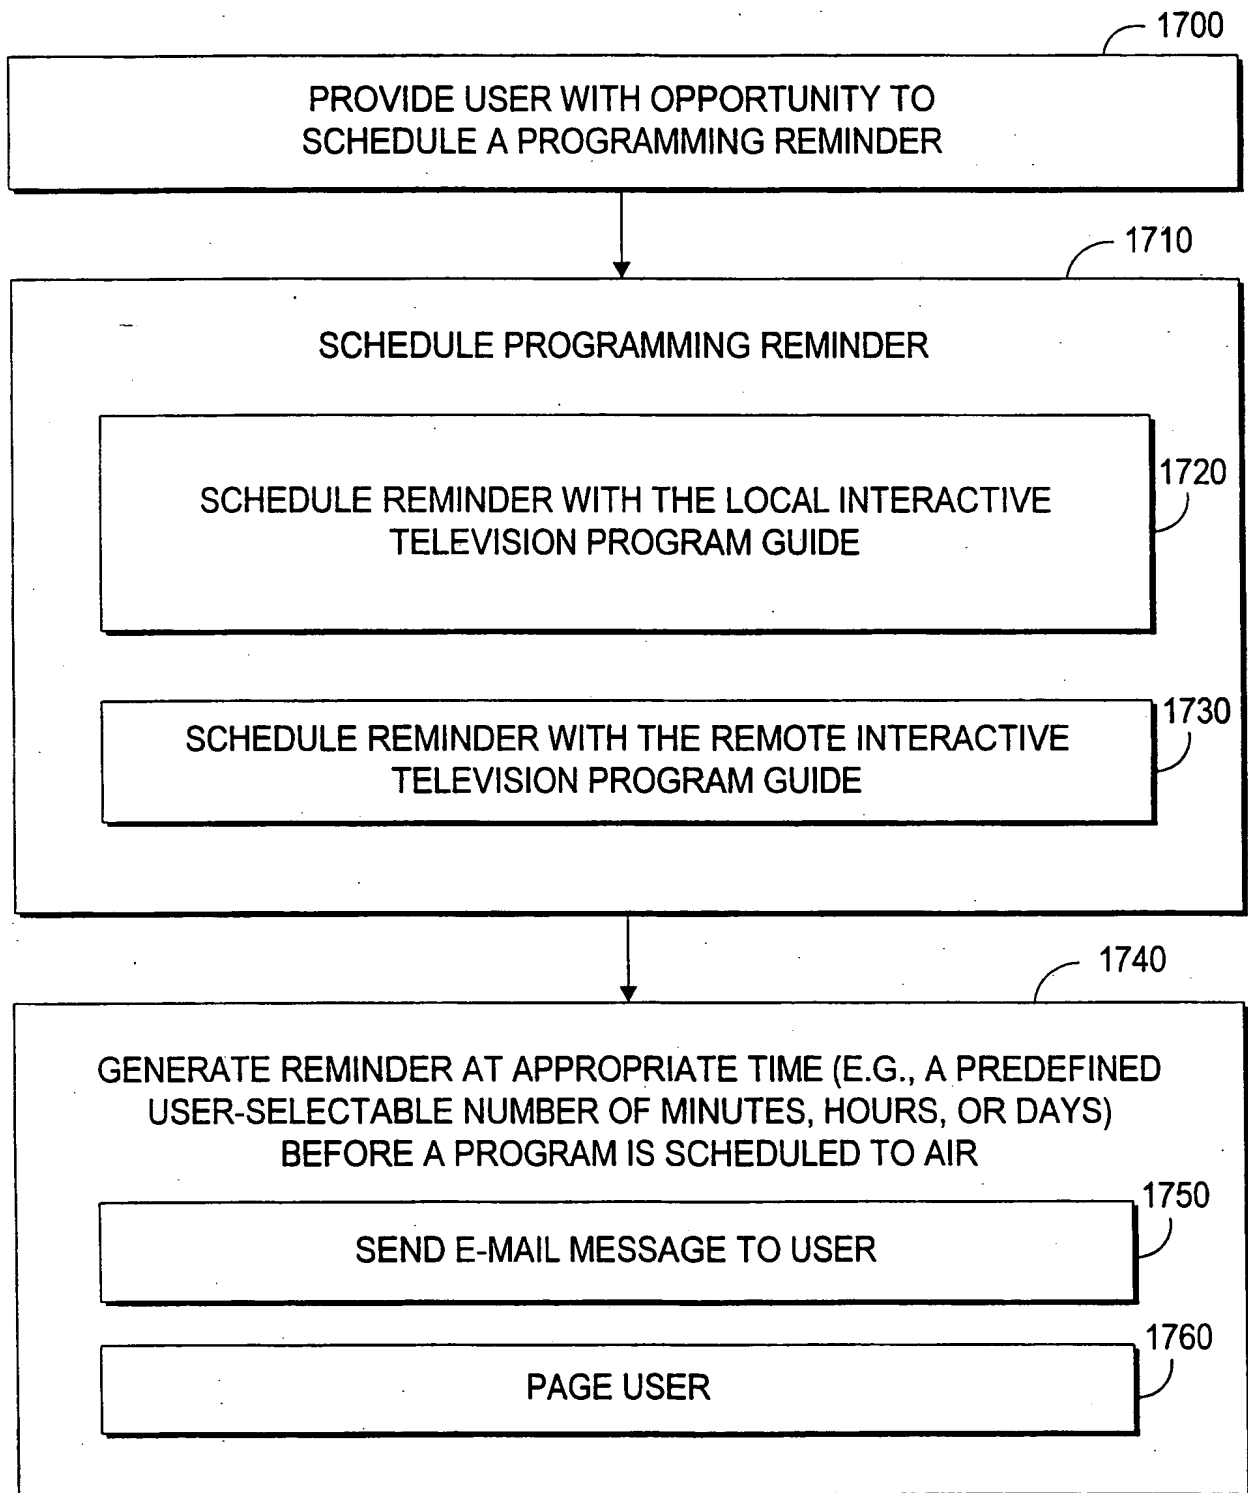 1700
PROVIDE USER WITH OPPORTUNITY TO
SCHEDULE A PROGRAMMING REMINDER
1710
SCHEDULE PROGRAMMING REMINDER
1720
SCHEDULE REMINDER WITH THE LOCAL INTERACTIVE
TELEVISION PROGRAM GUIDE
1730
SCHEDULE REMINDER WITH THE REMOTE INTERACTIVE
TELEVISION PROGRAM GUIDE
1740
GENERATE REMINDER AT APPROPRIATE TIME (E.G., A PREDEFINED
USER-SELECTABLE NUMBER OF MINUTES, HOURS, OR DAYS)
BEFORE A PROGRAM IS SCHEDULED TO AIR
1750
SEND E-MAIL MESSAGE TO USER
1760
PAGE USER